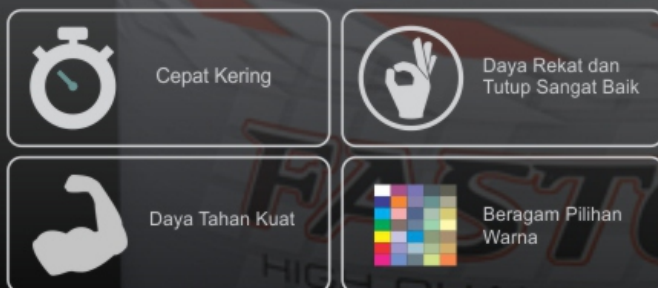 Cepat Kering
Daya Rekat dan
Tutup Sangat Baik
Daya Tahan Kuat
Beragam Pilihan
Warna